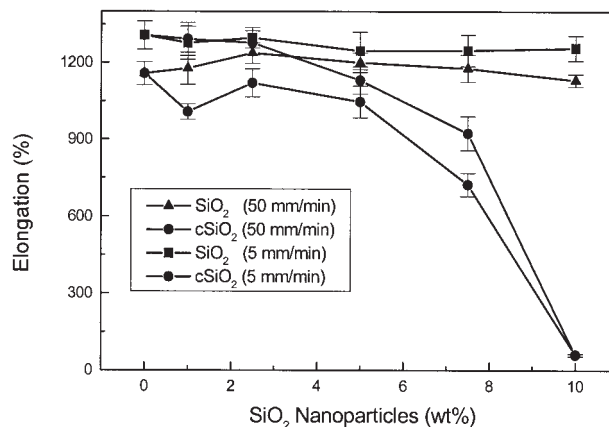 1200
900
600
300
0
Elongation (%)
SiO₂ (50 mm/min)
cSiO₂ (50 mm/min)
SiO₂ (5 mm/min)
cSiO₂ (5 mm/min)
0 2 4 6 8 10
SiO₂ Nanoparticles (wt%)